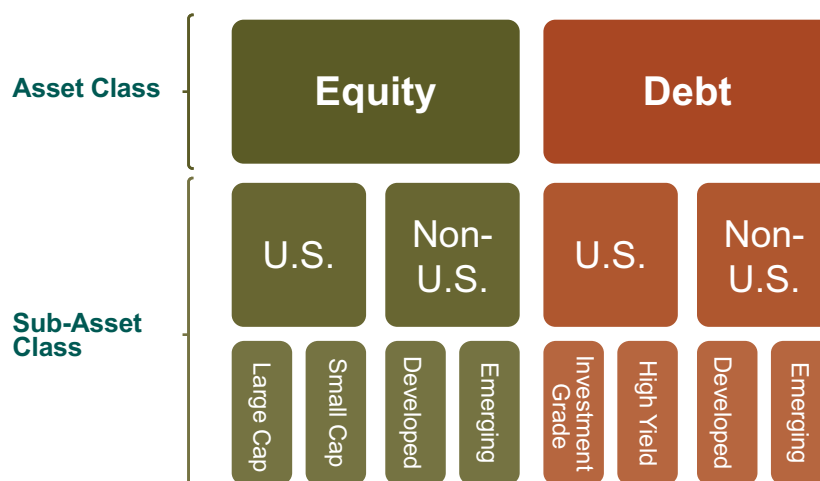 Asset Class
Equity
Debt
Sub-Asset
Class
U.S.
Non-
U.S.
U.S.
Non-
U.S.
Large Cap
Small Cap
Developed
Emerging
Investment
Grade
High Yield
Developed
Emerging